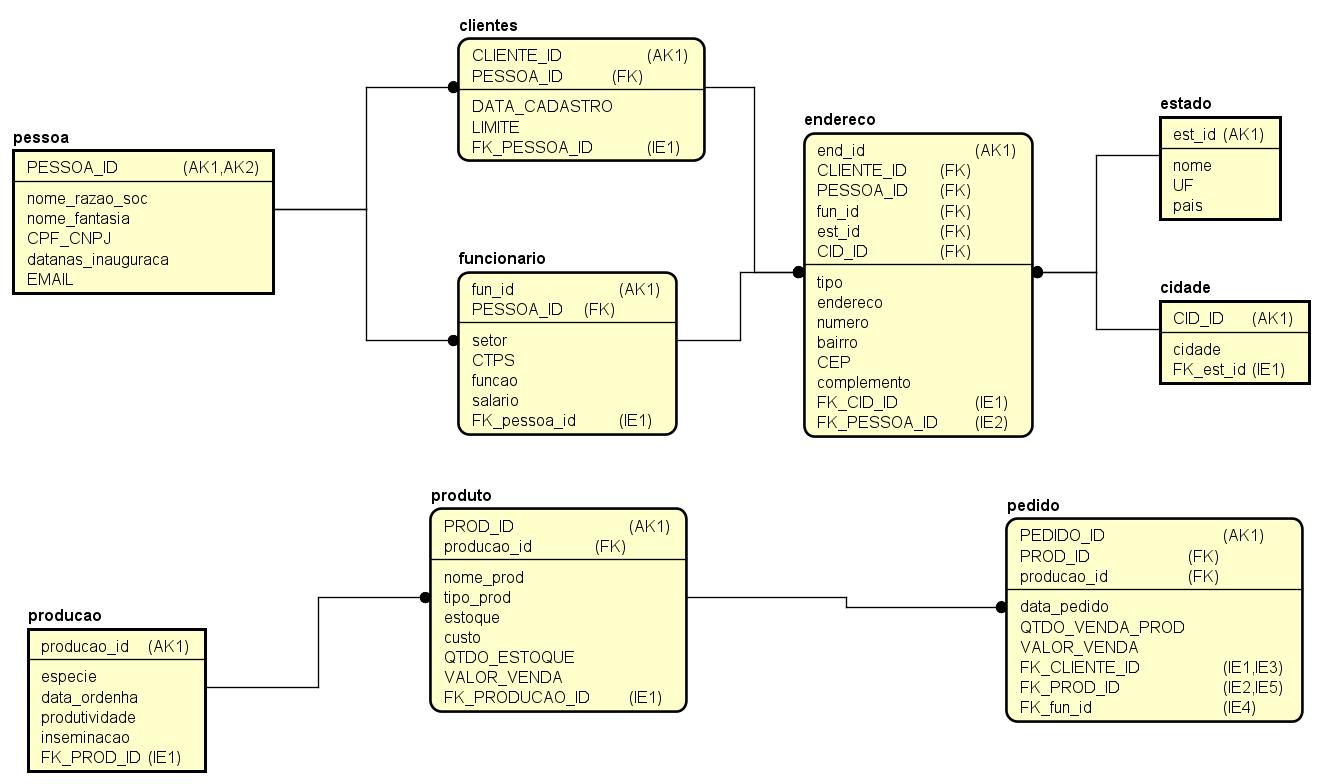 clientes
CLIENTE_ID (AK1)
PESSOA_ID (FK)
DATA_CADASTRO
LIMITE
FK_PESSOA_ID (IE1)
pessoa
PESSOA_ID (AK1,AK2)
nome_razao_soc
nome_fantasia
CPF_CNPJ
datanas_inauguraca
EMAIL
funcionario
fun_id (AK1)
PESSOA_ID (FK)
setor
CTPS
funcao
salario
FK_pessoa_id (IE1)
endereco
end_id (AK1)
CLIENTE_ID (FK)
PESSOA_ID (FK)
fun_id (FK)
est_id (FK)
CID_ID (FK)
tipo
endereco
numero
bairro
CEP
complemento
FK_CID_ID (IE1)
FK_PESSOA_ID (IE2)
estado
est_id (AK1)
nome
UF
pais
cidade
CID_ID (AK1)
cidade
FK_est_id (IE1)
producao
producao_id (AK1)
especie
data_ordenha
produtividade
inseminacao
FK_PROD_ID (IE1)
produto
PROD_ID (AK1)
producao_id (FK)
nome_prod
tipo_prod
estoque
custo
QTDO_ESTOQUE
VALOR_VENDA
FK_PRODUCAO_ID (IE1)
pedido
PEDIDO_ID (AK1)
PROD_ID (FK)
producao_id (FK)
data_pedido
QTDO_VENDA_PROD
VALOR_VENDA
FK_CLIENTE_ID (IE1,IE3)
FK_PROD_ID (IE2,IE5)
FK_fun_id (IE4)